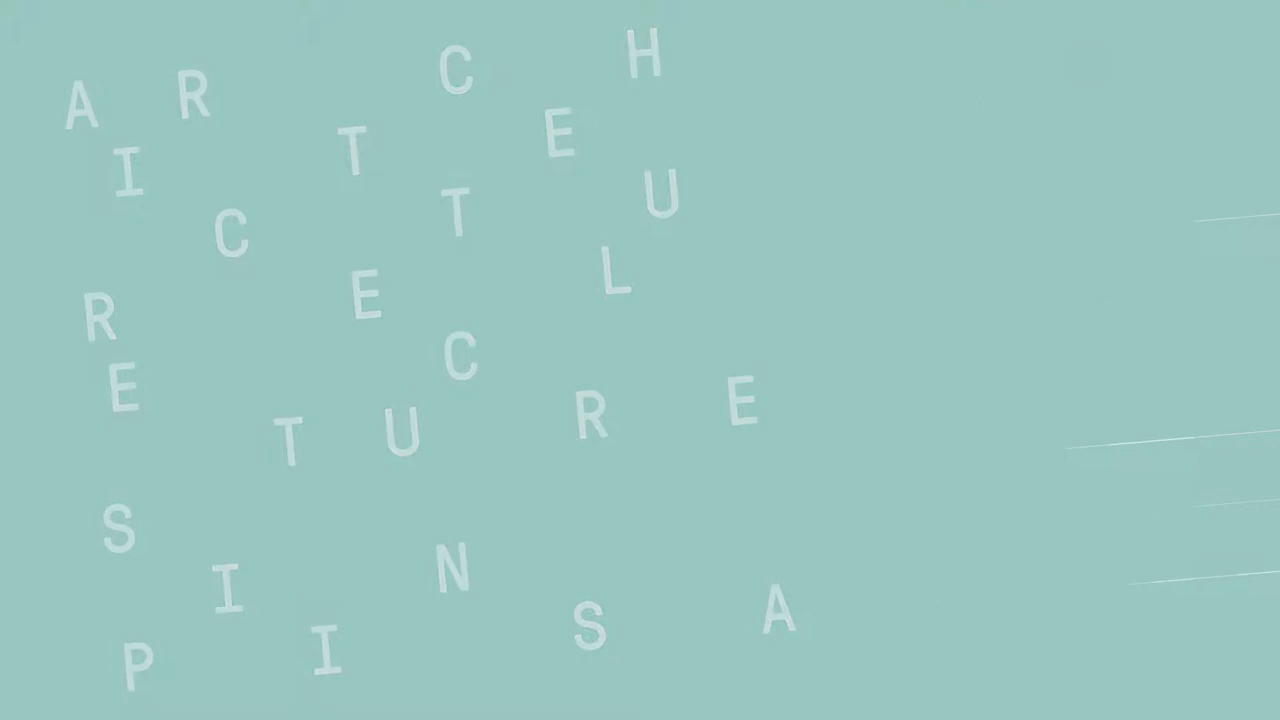 A R C H
I T E
C T U
R E L
E C
T U R E
S
I N
P I S A